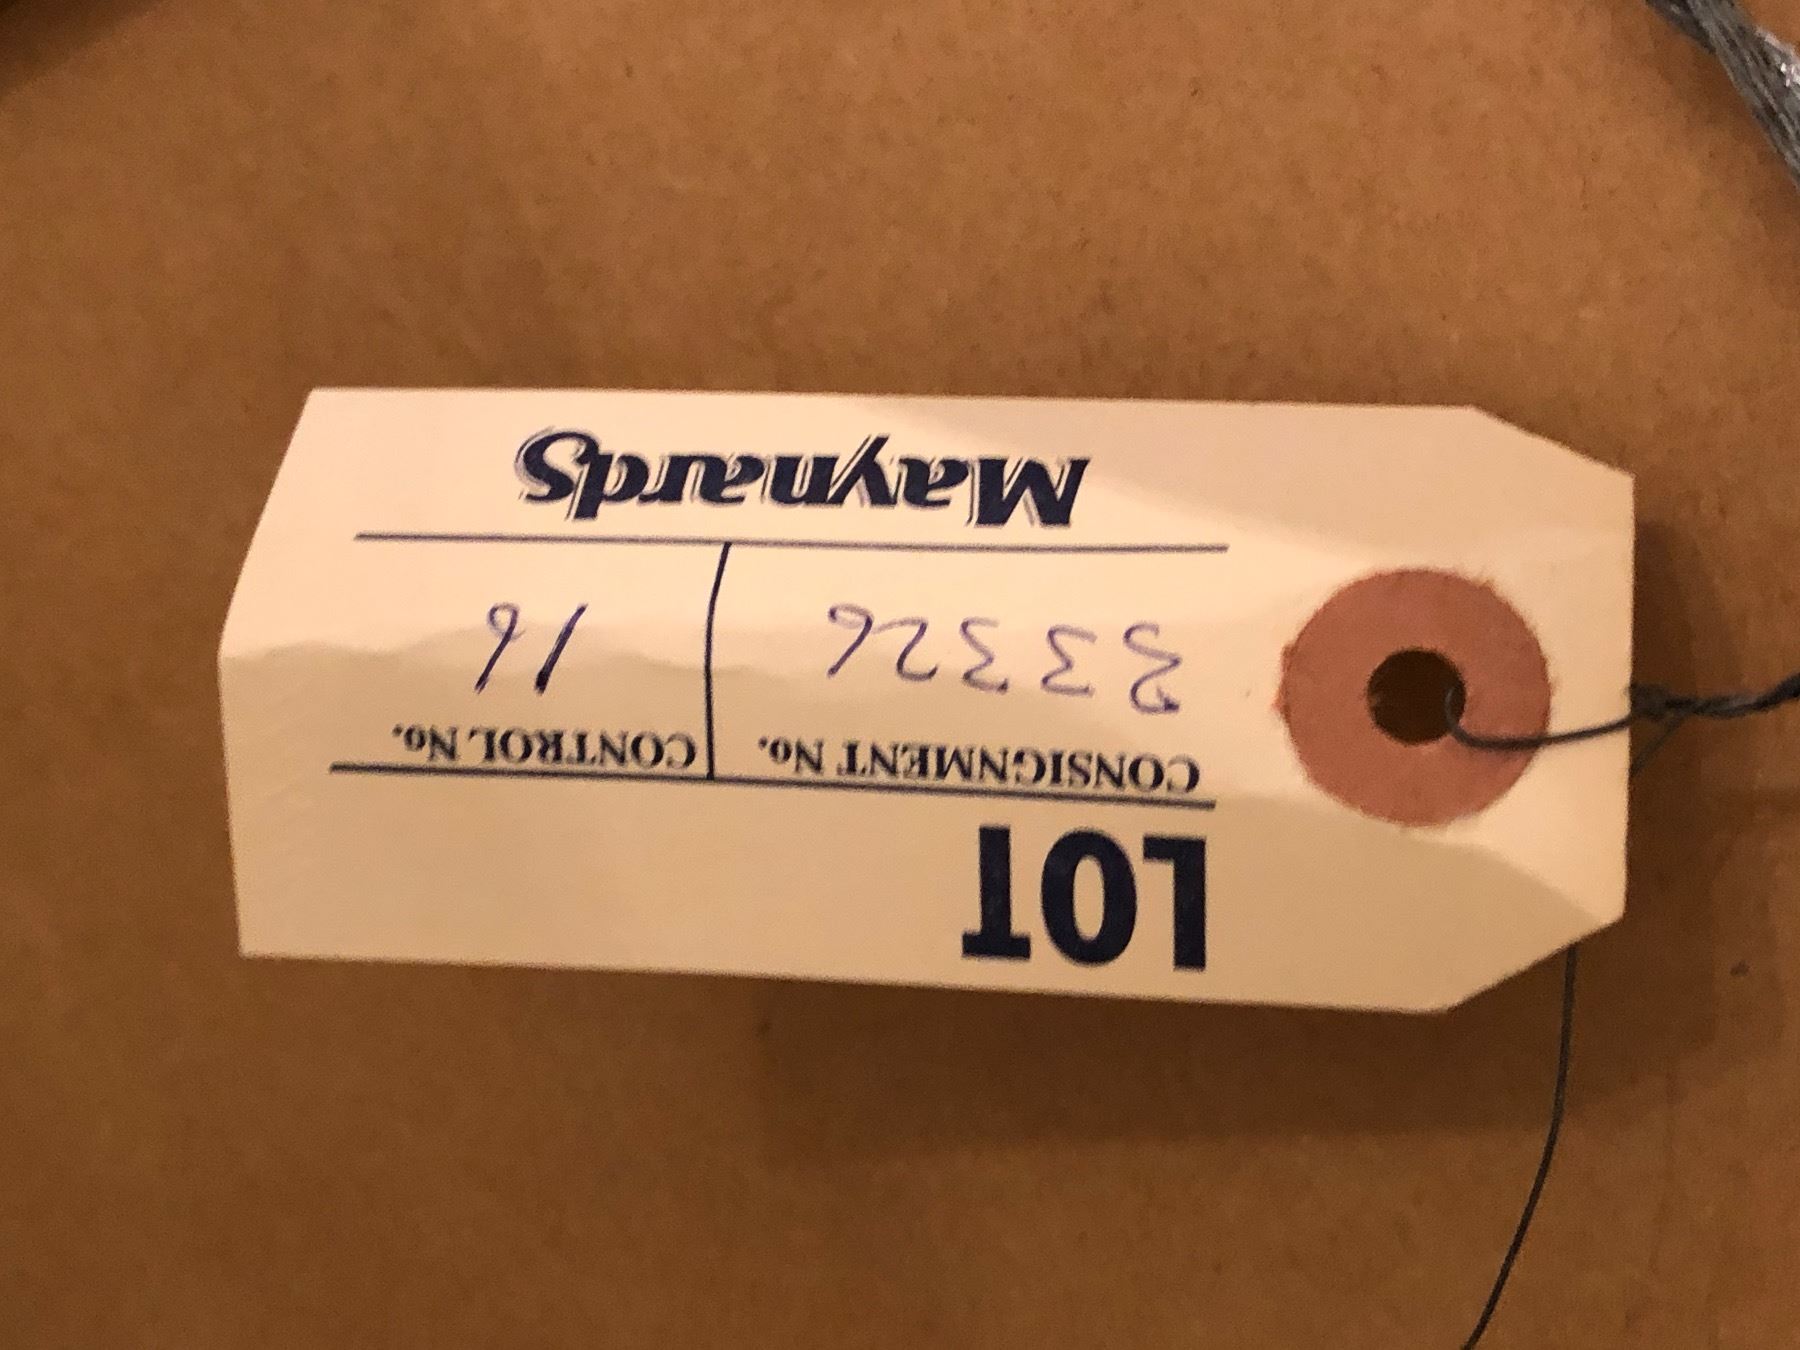 LOT
CONSIGNMENT No. CONTROL No.
33326 16
Maynards